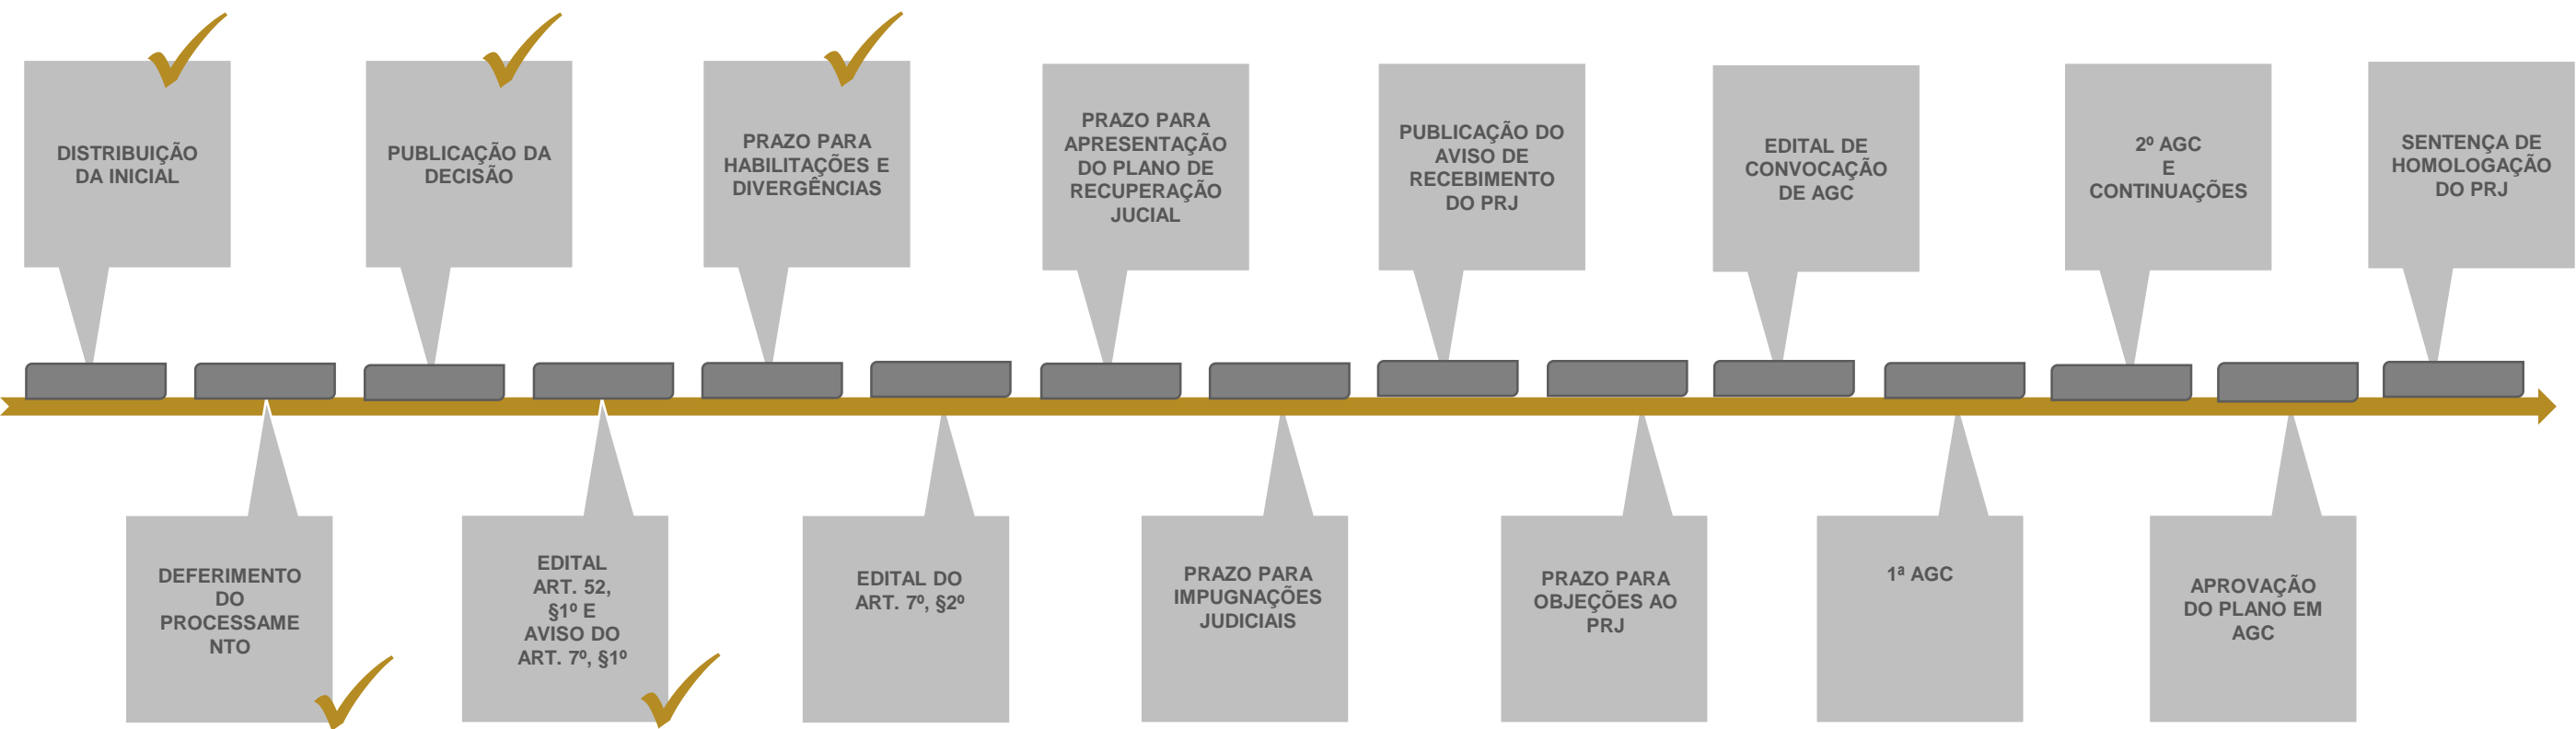 DISTRIBUIÇÃO
DA INICIAL
PUBLICAÇÃO DA
DECISÃO
PRAZO PARA
HABILITAÇÕES E
DIVERGÊNCIAS
PRAZO PARA
APRESENTAÇÃO
DO PLANO DE
RECUPERAÇÃO
JUCIAL
PUBLICAÇÃO DO
AVISO DE
RECEBIMENTO
DO PRJ
EDITAL DE
CONVOCAÇÃO
DE AGC
2º AGC
E
CONTINUAÇÕES
SENTENÇA DE
HOMOLOGAÇÃO
DO PRJ
DEFERIMENTO
DO
PROCESSAME
NTO
EDITAL
ART. 52,
§1º E
AVISO DO
ART. 7º, §1º
EDITAL DO
ART. 7º, §2º
PRAZO PARA
IMPUGNAÇÕES
JUDICIAIS
PRAZO PARA
OBJEÇÕES AO
PRJ
1ª AGC
APROVAÇÃO
DO PLANO EM
AGC